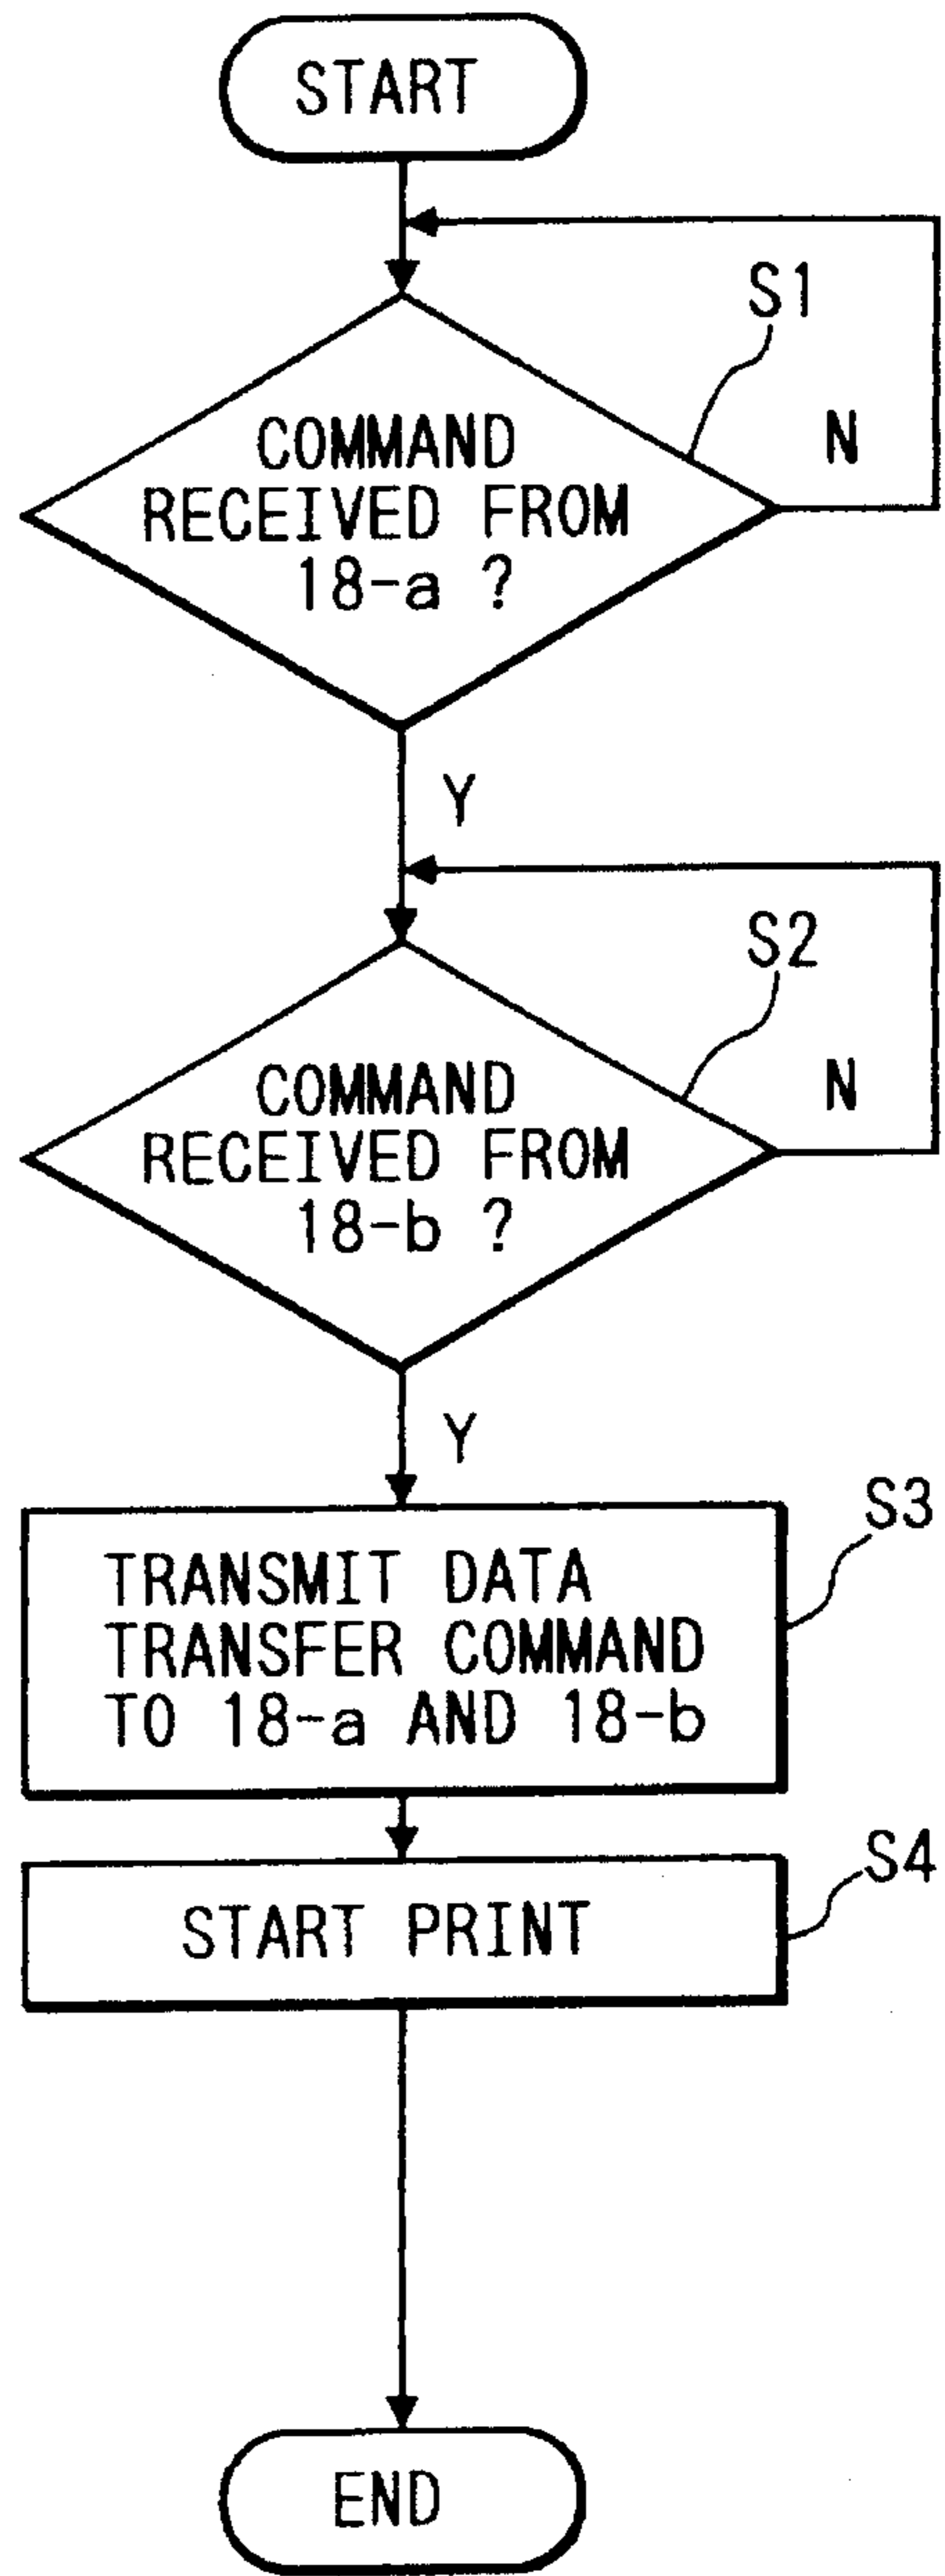 START
S1
COMMAND
RECEIVED FROM
18-a ?
N
Y
S2
COMMAND
RECEIVED FROM
18-b ?
N
Y
S3
TRANSMIT DATA
TRANSFER COMMAND
TO 18-a AND 18-b
S4
START PRINT
END